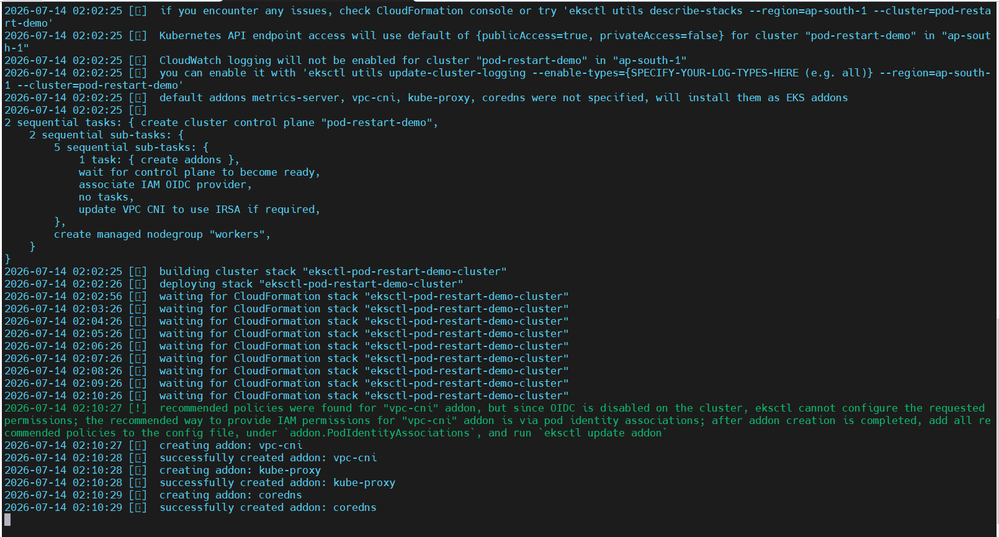 2026-07-14 02:02:25 [ℹ]  if you encounter any issues, check CloudFormation console or try 'eksctl utils describe-stacks --region=ap-south-1 --cluster=pod-resta
rt-demo'
2026-07-14 02:02:25 [ℹ]  Kubernetes API endpoint access will use default of {publicAccess=true, privateAccess=false} for cluster "pod-restart-demo" in "ap-sout
h-1"
2026-07-14 02:02:25 [ℹ]  CloudWatch logging will not be enabled for cluster "pod-restart-demo" in "ap-south-1"
2026-07-14 02:02:25 [ℹ]  you can enable it with 'eksctl utils update-cluster-logging --enable-types={SPECIFY-YOUR-LOG-TYPES-HERE (e.g. all)} --region=ap-south-
1 --cluster=pod-restart-demo'
2026-07-14 02:02:25 [ℹ]  default addons metrics-server, vpc-cni, kube-proxy, coredns were not specified, will install them as EKS addons
2026-07-14 02:02:25 [ℹ]
2 sequential tasks: { create cluster control plane "pod-restart-demo",
    2 sequential sub-tasks: {
        5 sequential sub-tasks: {
            1 task: { create addons },
            wait for control plane to become ready,
            associate IAM OIDC provider,
            no tasks,
            update VPC CNI to use IRSA if required,
        },
        create managed nodegroup "workers",
    }
}
2026-07-14 02:02:25 [ℹ]  building cluster stack "eksctl-pod-restart-demo-cluster"
2026-07-14 02:02:26 [ℹ]  deploying stack "eksctl-pod-restart-demo-cluster"
2026-07-14 02:02:56 [ℹ]  waiting for CloudFormation stack "eksctl-pod-restart-demo-cluster"
2026-07-14 02:03:26 [ℹ]  waiting for CloudFormation stack "eksctl-pod-restart-demo-cluster"
2026-07-14 02:04:26 [ℹ]  waiting for CloudFormation stack "eksctl-pod-restart-demo-cluster"
2026-07-14 02:05:26 [ℹ]  waiting for CloudFormation stack "eksctl-pod-restart-demo-cluster"
2026-07-14 02:06:26 [ℹ]  waiting for CloudFormation stack "eksctl-pod-restart-demo-cluster"
2026-07-14 02:07:26 [ℹ]  waiting for CloudFormation stack "eksctl-pod-restart-demo-cluster"
2026-07-14 02:08:26 [ℹ]  waiting for CloudFormation stack "eksctl-pod-restart-demo-cluster"
2026-07-14 02:09:26 [ℹ]  waiting for CloudFormation stack "eksctl-pod-restart-demo-cluster"
2026-07-14 02:10:26 [ℹ]  waiting for CloudFormation stack "eksctl-pod-restart-demo-cluster"
2026-07-14 02:10:27 [!]  recommended policies were found for "vpc-cni" addon, but since OIDC is disabled on the cluster, eksctl cannot configure the requested
permissions; the recommended way to provide IAM permissions for "vpc-cni" addon is via pod identity associations; after addon creation is completed, add all re
commended policies to the config file, under `addon.PodIdentityAssociations`, and run `eksctl update addon`
2026-07-14 02:10:27 [ℹ]  creating addon: vpc-cni
2026-07-14 02:10:28 [ℹ]  successfully created addon: vpc-cni
2026-07-14 02:10:28 [ℹ]  creating addon: kube-proxy
2026-07-14 02:10:28 [ℹ]  successfully created addon: kube-proxy
2026-07-14 02:10:29 [ℹ]  creating addon: coredns
2026-07-14 02:10:29 [ℹ]  successfully created addon: coredns